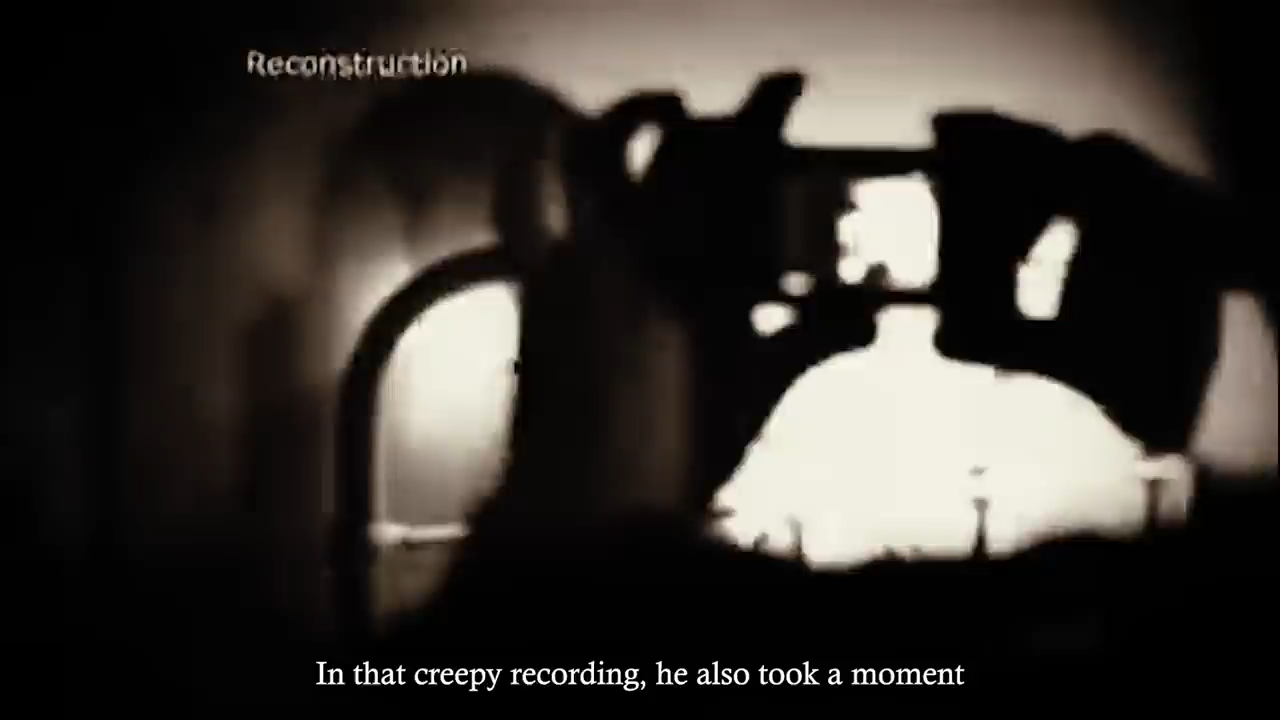 Reconstruction
In that creepy recording, he also took a moment